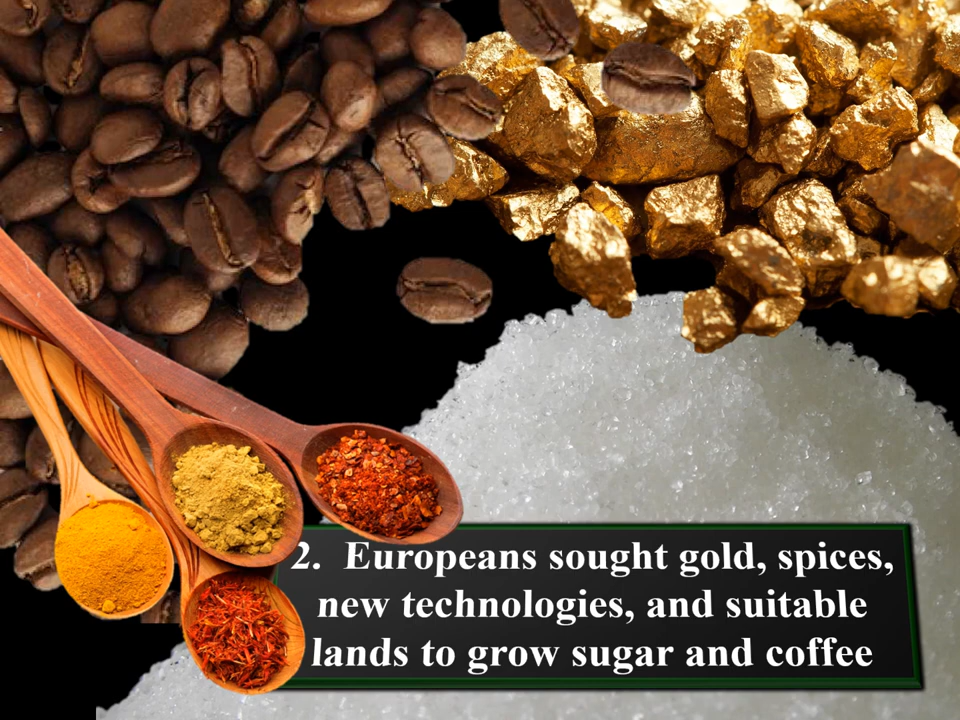 2.  Europeans sought gold, spices,
new technologies, and suitable
lands to grow sugar and coffee